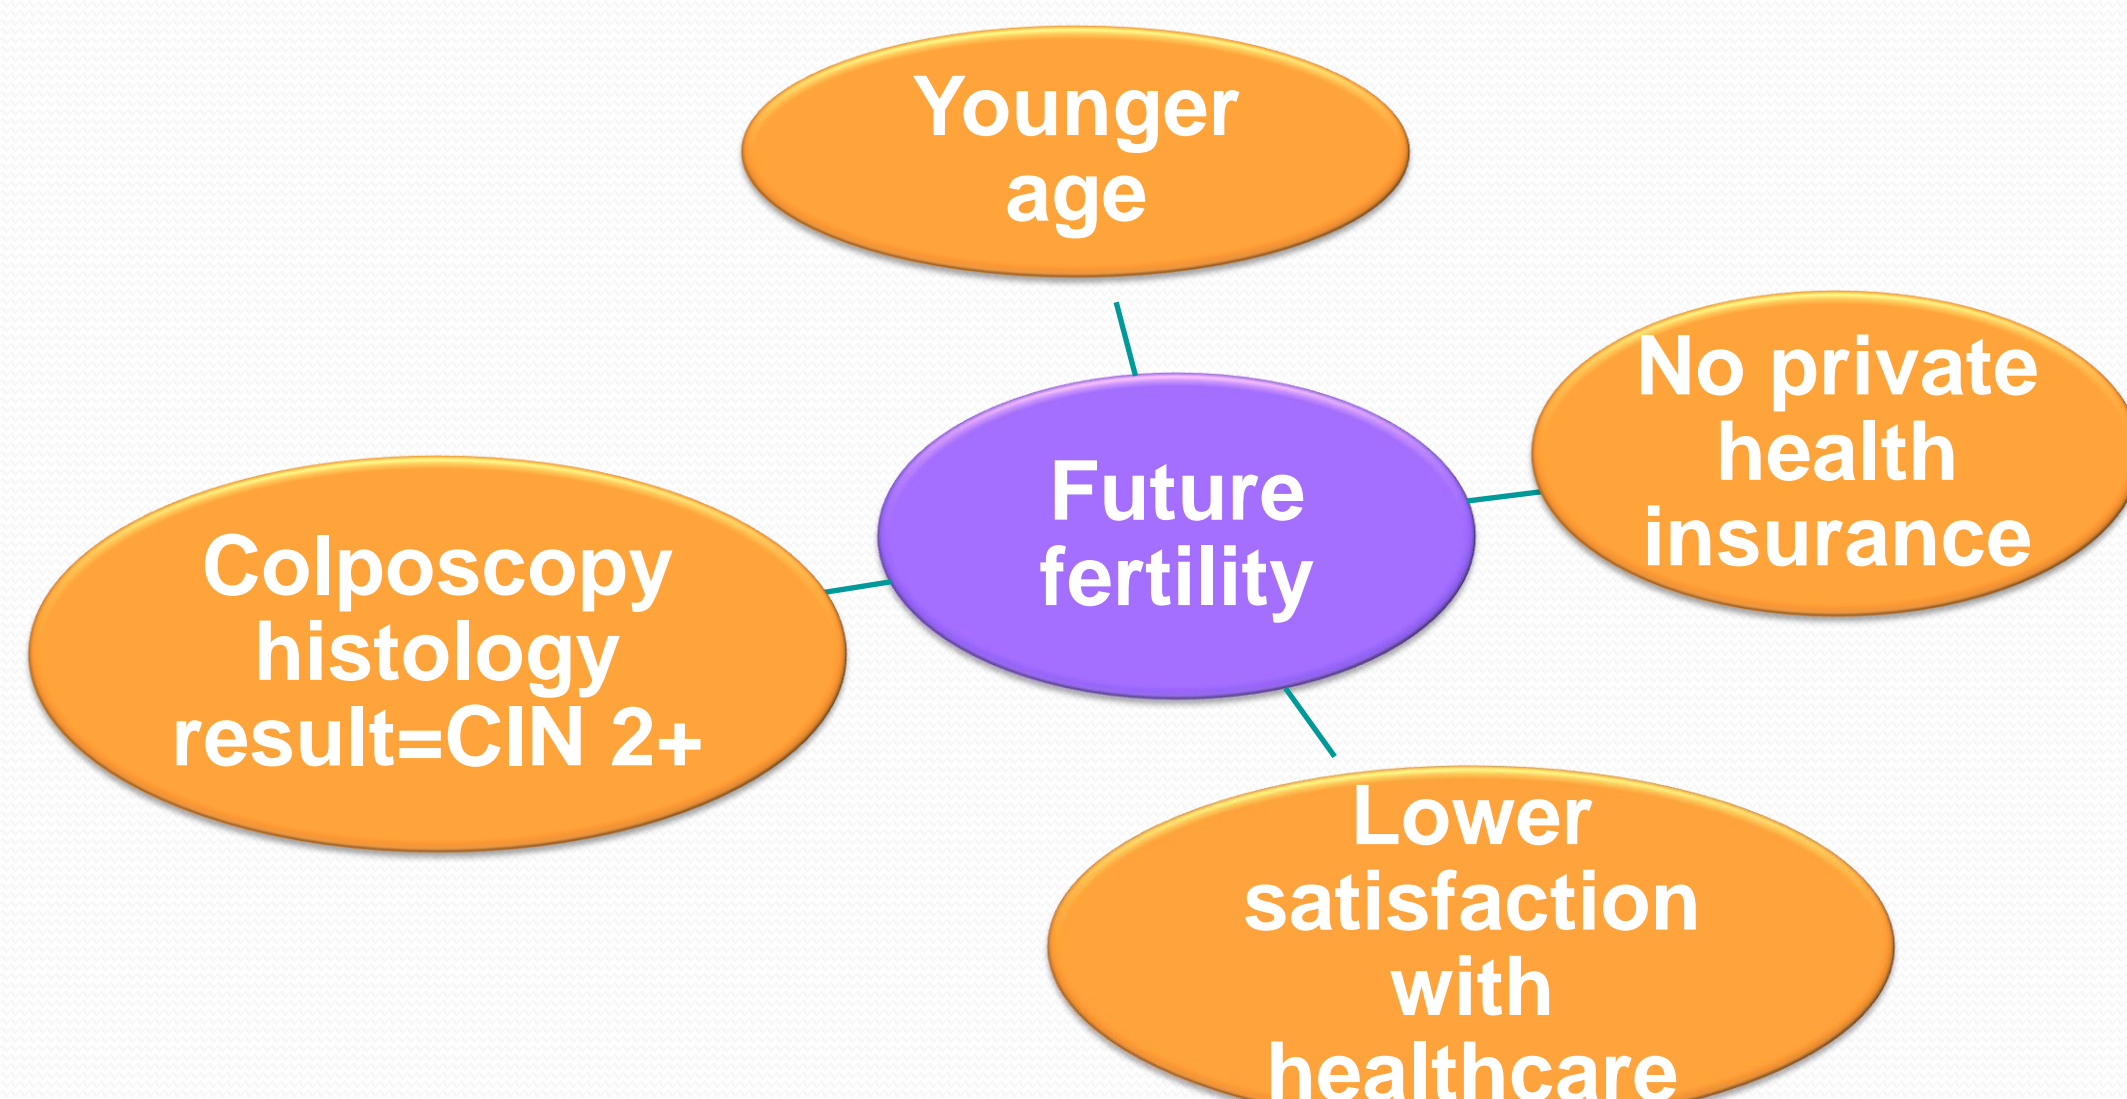 Younger
age
No private
health
insurance
Future
fertility
Colposcopy
histology
result=CIN 2+
Lower
satisfaction
with
healthcare